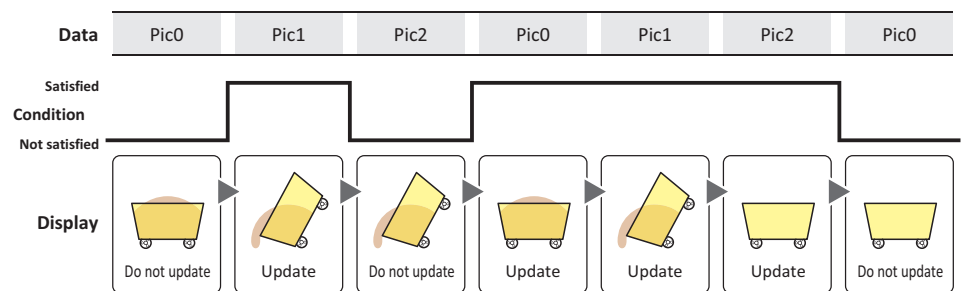 Data Pic0 Pic1 Pic2 Pic0 Pic1 Pic2 Pic0
Satisfied
Condition
Not satisfied
Display
Do not update Update Do not update Update Update Update Do not update